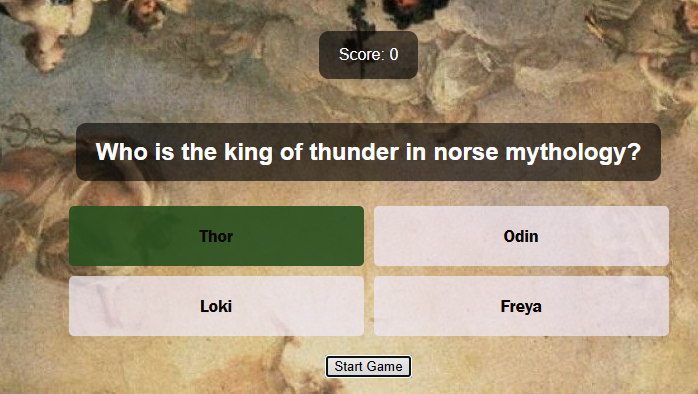 Score: 0
Who is the king of thunder in norse mythology?
Thor
Odin
Loki
Freya
Start Game